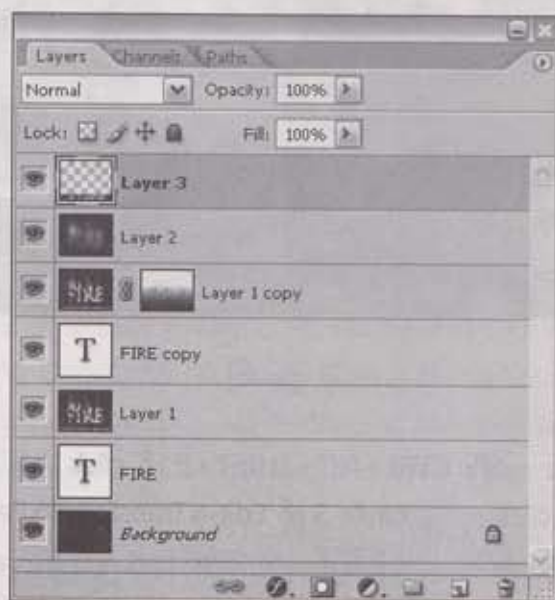 Layers Channels Paths
Normal Opacity: 100%
Lock: Fill: 100%
Layer 3
Layer 2
FIRE Layer 1 copy
T FIRE copy
FIRE Layer 1
T FIRE
Background